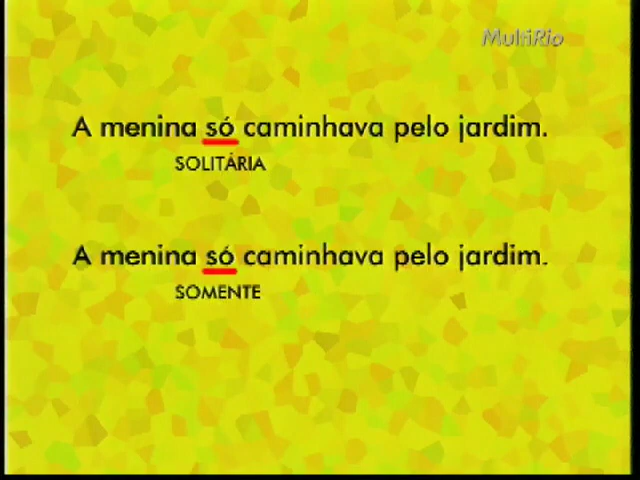 MultiRio
A menina só caminhava pelo jardim.
SOLITÁRIA
A menina só caminhava pelo jardim.
SOMENTE